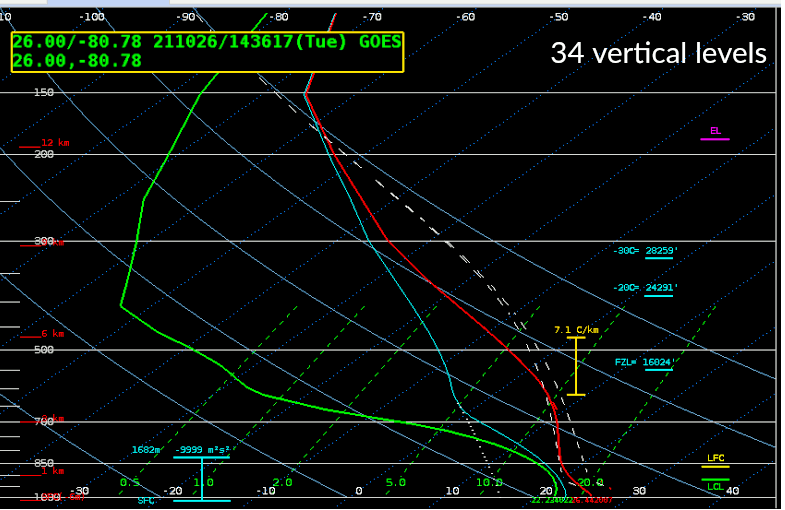 10 -100 -90 -80 -70 -60 -50 -40 -30
26.00/-80.78 211026/143617(Tue) GOES
26.00,-80.78
34 vertical levels
150
EL
12 km
200
300
-30C= 28259'
-20C= 24291'
7.1 C/km
6 km
500
FZL= 16024'
700
1682m -9999 m²s²
850
LFC
1 km
0.5 1.0 2.0 5.0 10.0 20.0
LCL
-30 -20 -10 0 10 20 30 40
SFC